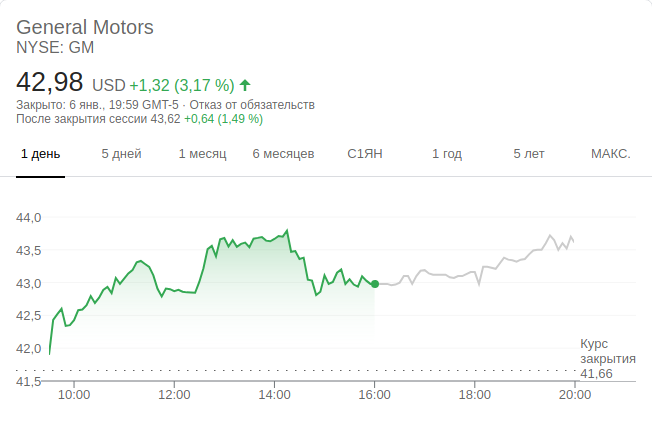 General Motors
NYSE: GM
42,98 USD +1,32 (3,17 %)
Закрыто: 6 янв., 19:59 GMT-5 · Отказ от обязательств
После закрытия сессии 43,62 +0,64 (1,49 %)
1 день 5 дней 1 месяц 6 месяцев С1ЯН 1 год 5 лет МАКС.
44,0
43,5
43,0
42,5
42,0
41,5
Курс
закрытия
41,66
10:00 12:00 14:00 16:00 18:00 20:00